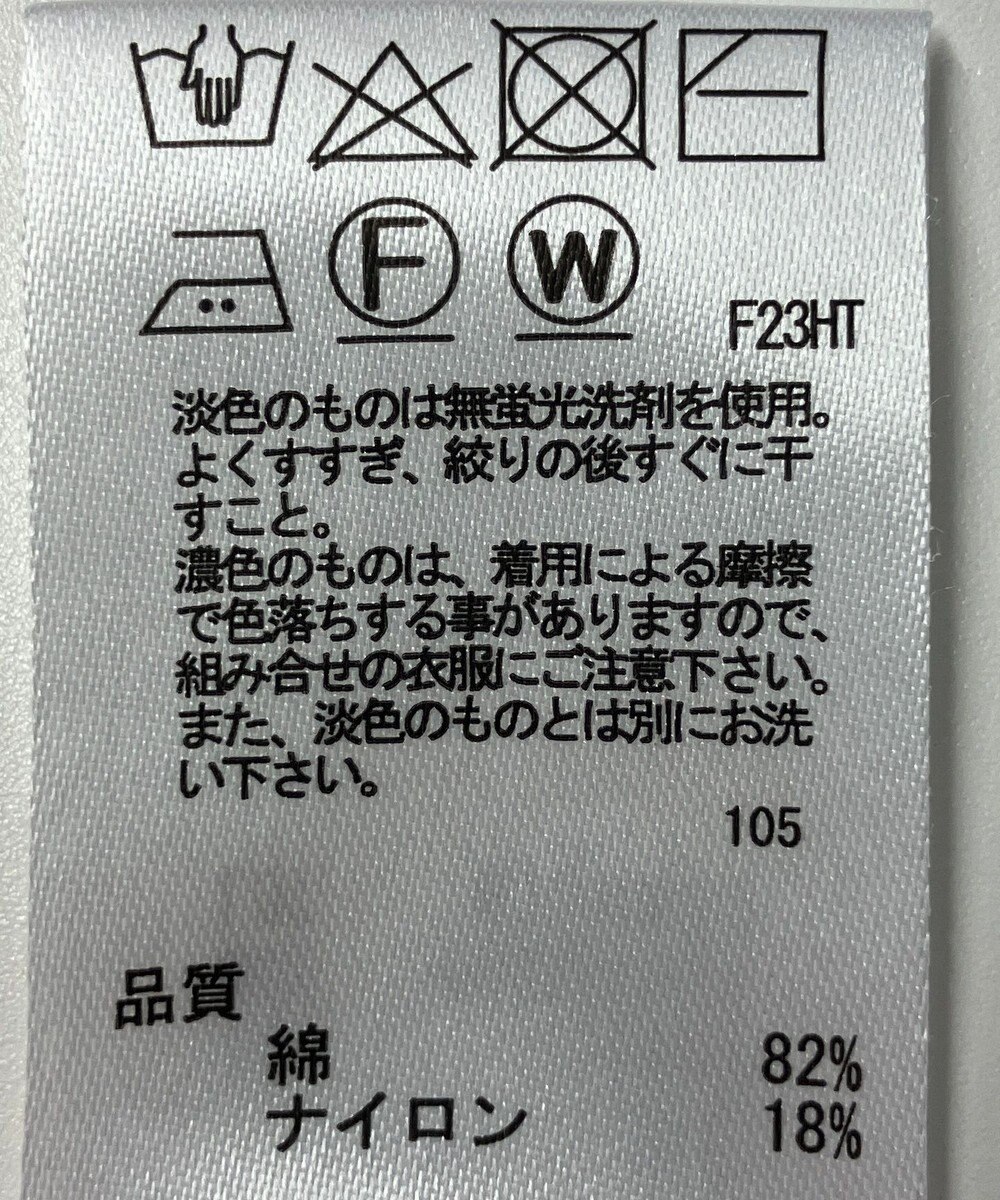 F W
F23HT
淡色のものは無蛍光洗剤を使用。
よくすすぎ、絞りの後すぐに干
すこと。
濃色のものは、着用による摩擦
で色落ちする事がありますので、
組み合せの衣服にご注意下さい。
また、淡色のものとは別にお洗
い下さい。
105
品質
綿 82%
ナイロン 18%